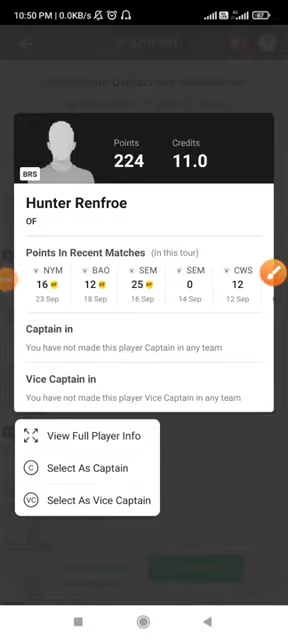 10:50 PM | 0.0KB/s
67
Points
Credits
224
11.0
BRS
Hunter Renfroe
OF
Points In Recent Matches (In this tour)
v NYM
v BAO
v SEM
v SEM
v CWS
16
12
25
0
12
23 Sep
18 Sep
16 Sep
14 Sep
12 Sep
Captain in
You have not made this player Captain in any team
Vice Captain in
You have not made this player Vice Captain in any team
View Full Player Info
C Select As Captain
VC Select As Vice Captain